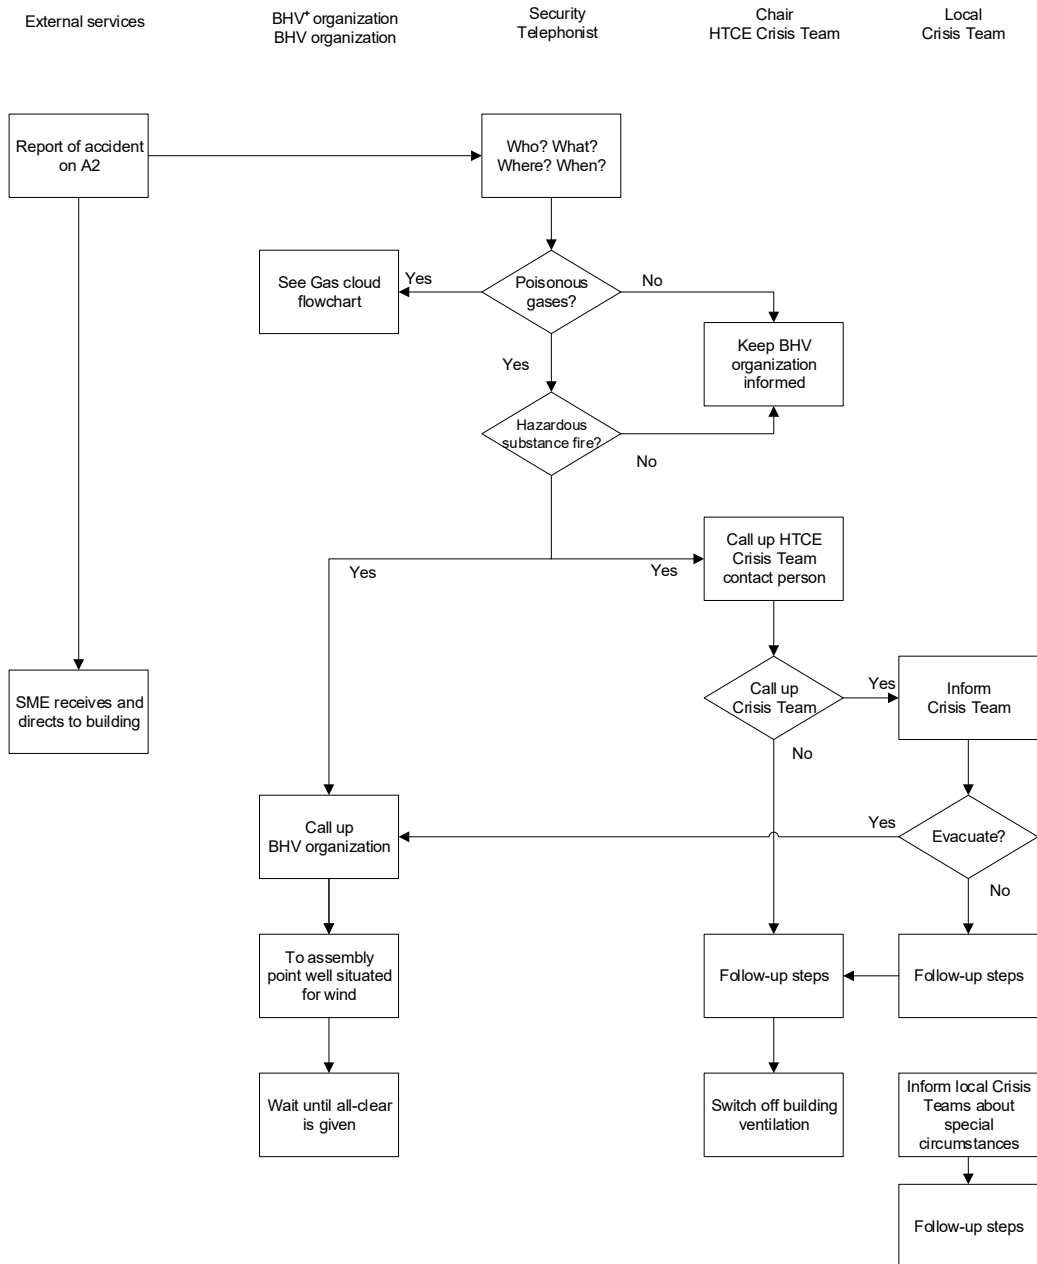 External services
BHV+ organization
BHV organization
Security
Telephonist
Chair
HTCE Crisis Team
Local
Crisis Team
Report of accident
on A2
Who? What?
Where? When?
See Gas cloud
flowchart
Yes
Poisonous
gases?
No
Keep BHV
organization
informed
Yes
Hazardous
substance fire?
No
Call up HTCE
Crisis Team
contact person
Yes
Yes
SME receives and
directs to building
Call up
Crisis Team
Yes
Inform
Crisis Team
No
Call up
BHV organization
Yes
Evacuate?
No
To assembly
point well situated
for wind
Follow-up steps
Follow-up steps
Wait until all-clear
is given
Switch off building
ventilation
Inform local Crisis
Teams about
special
circumstances
Follow-up steps